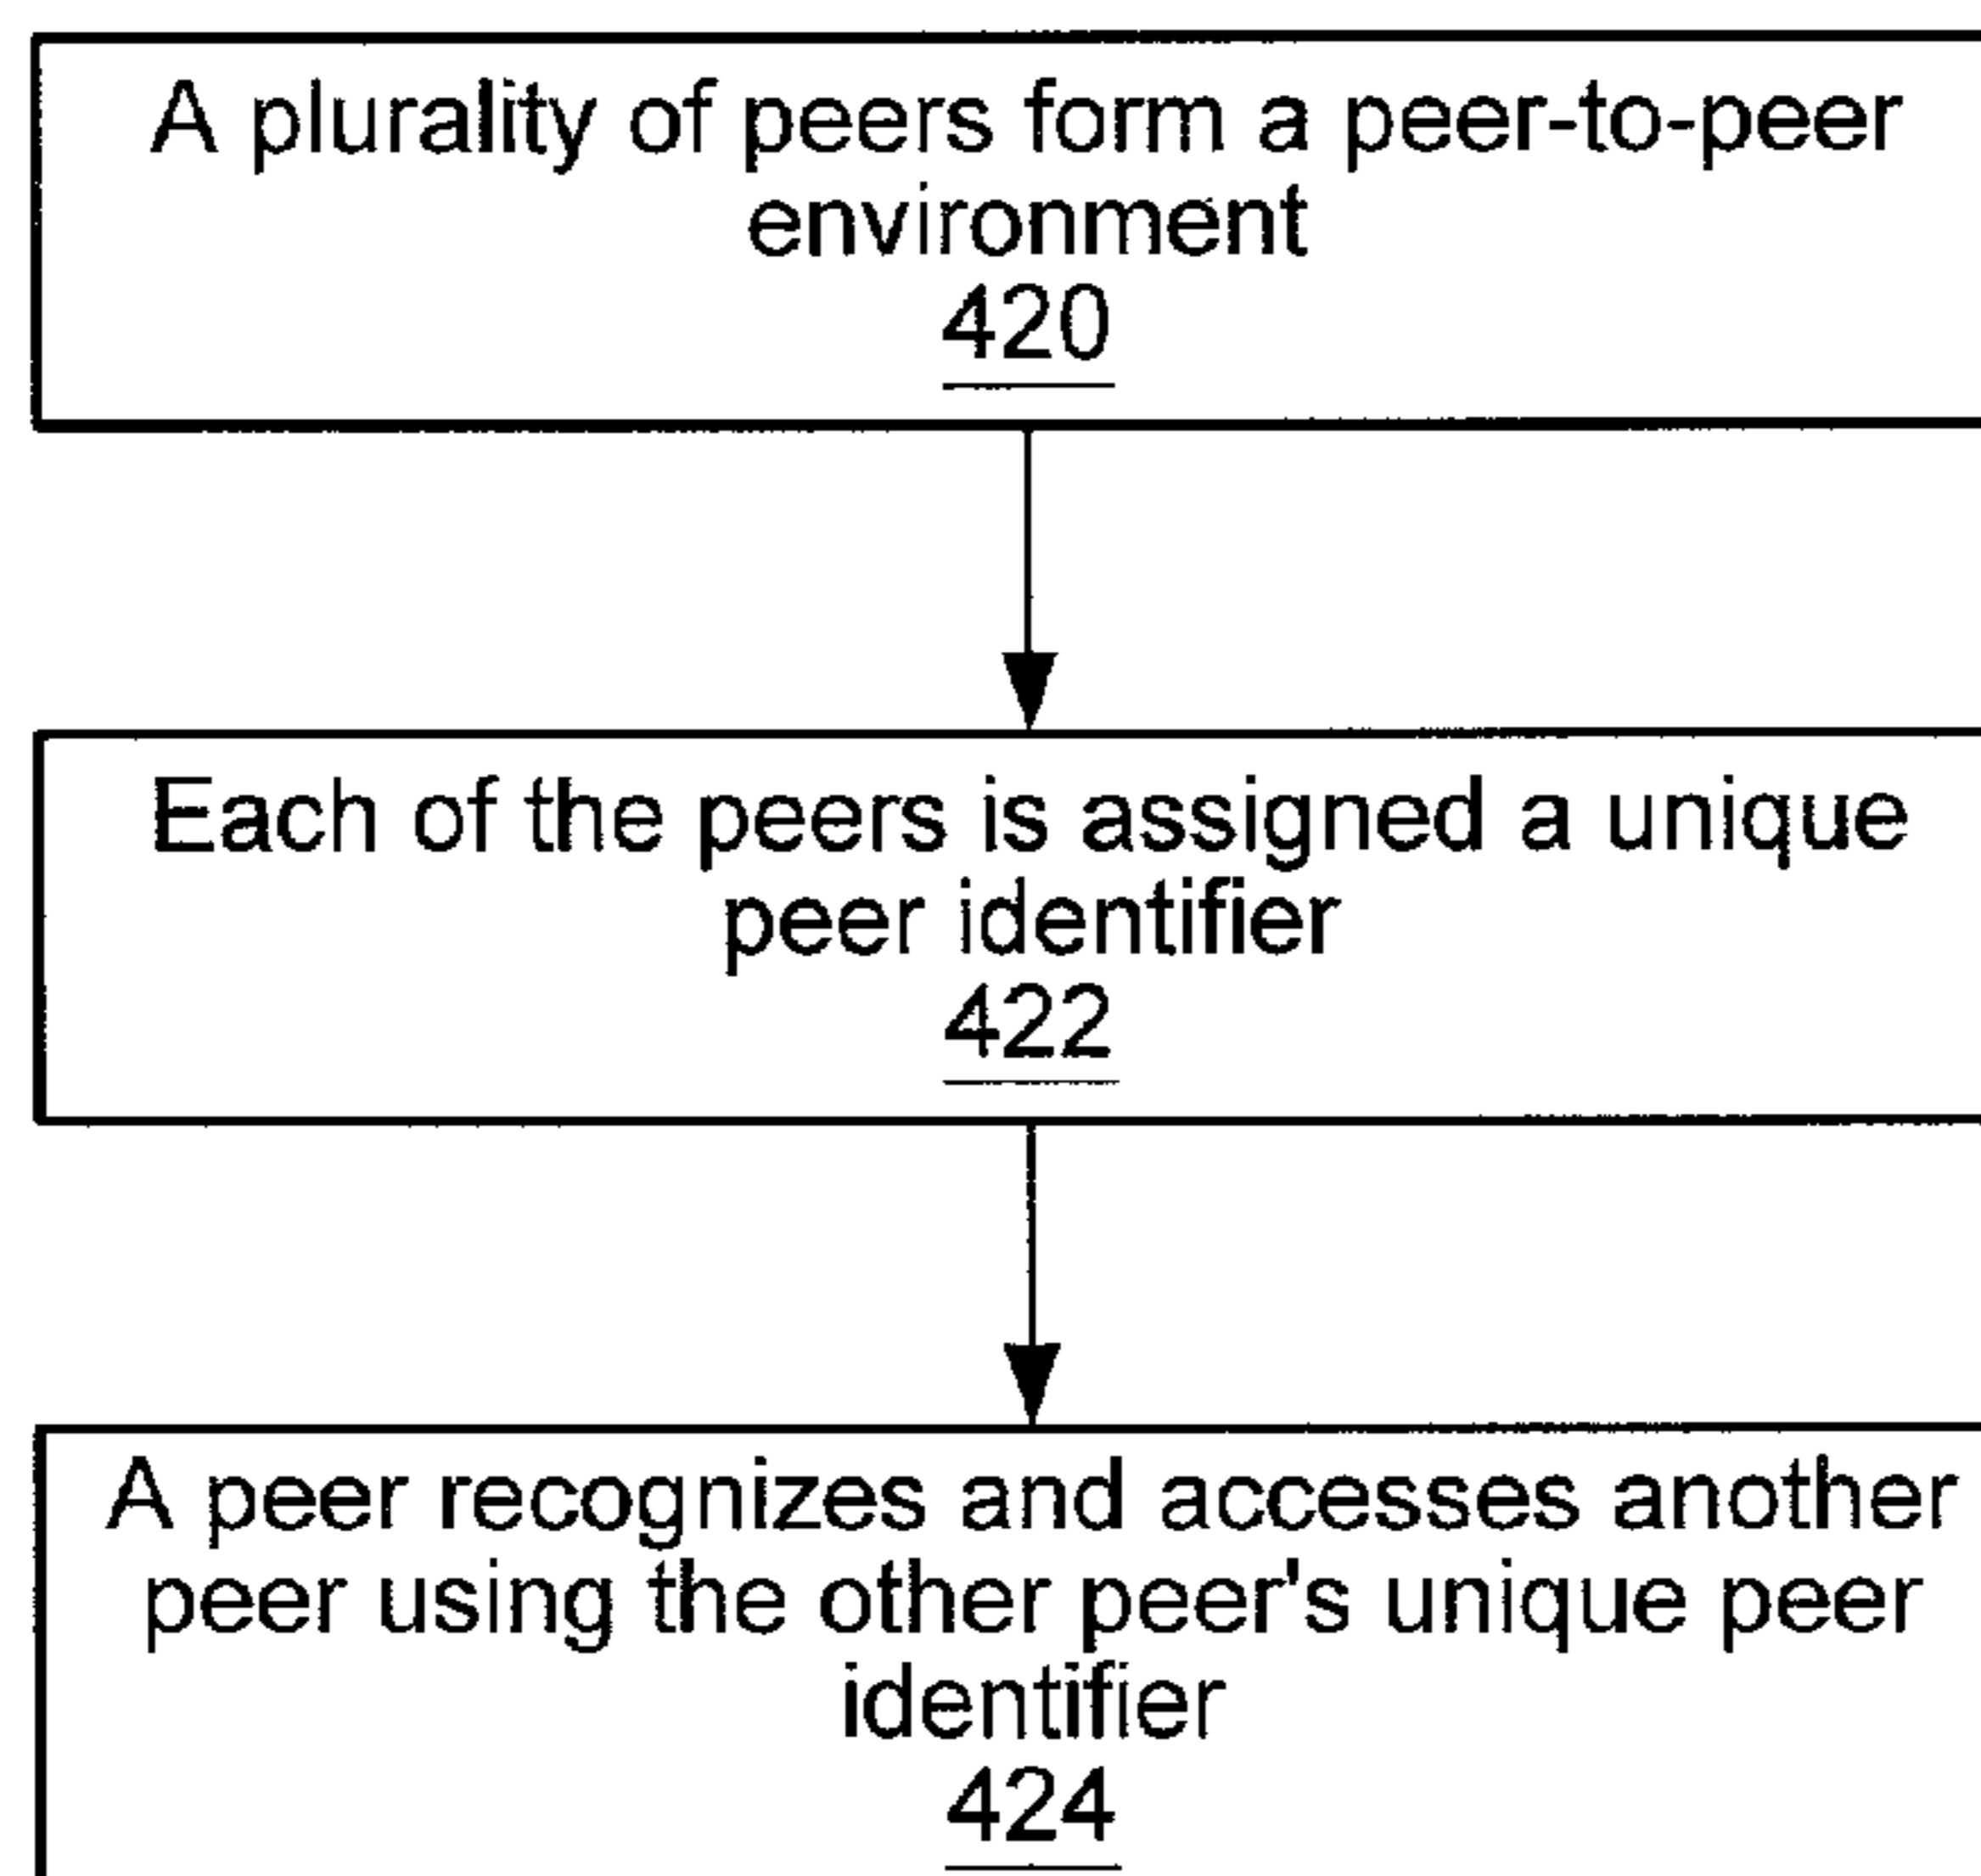 A plurality of peers form a peer-to-peer
environment
420
Each of the peers is assigned a unique
peer identifier
422
A peer recognizes and accesses another
peer using the other peer's unique peer
identifier
424